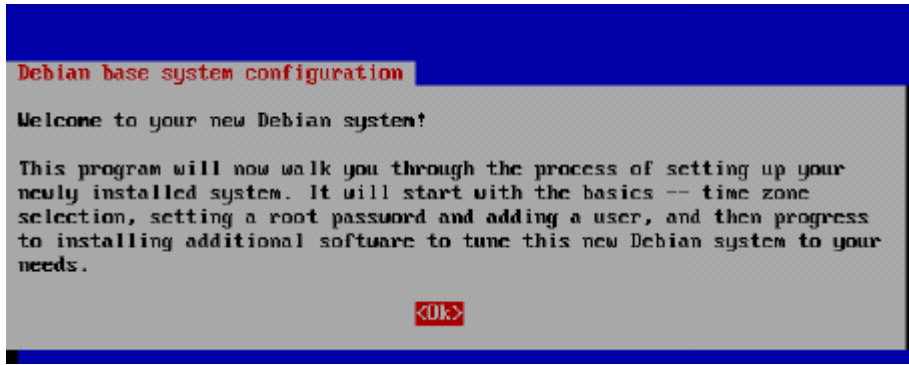 Debian base system configuration
Welcome to your new Debian system!
This program will now walk you through the process of setting up your
newly installed system. It will start with the basics -- time zone
selection, setting a root password and adding a user, and then progress
to installing additional software to tune this new Debian system to your
needs.
<Ok>